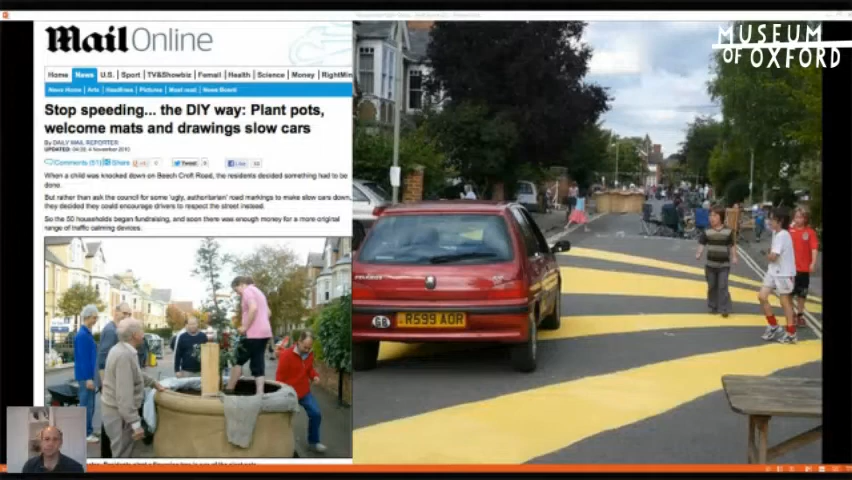 MUSEUM
OF OXFORD
Mail Online
Home News U.S. Sport TV&Showbiz Femail Health Science Money RightMin
News Home Arts Headlines Pictures Most read News Board
Stop speeding... the DIY way: Plant pots,
welcome mats and drawings slow cars
By DAILY MAIL REPORTER
Comments (51) Share
When a child was knocked down on Beech Croft Road, the residents decided something had to be
done.
But rather than ask the council for some 'ugly, authoritarian' road markings to make slow cars down,
they decided they could encourage drivers to respect the street instead.
So the 50 households began fundraising, and soon there was enough money for a more original
range of traffic calming devices.
PEUGEOT
GB R599 AOR